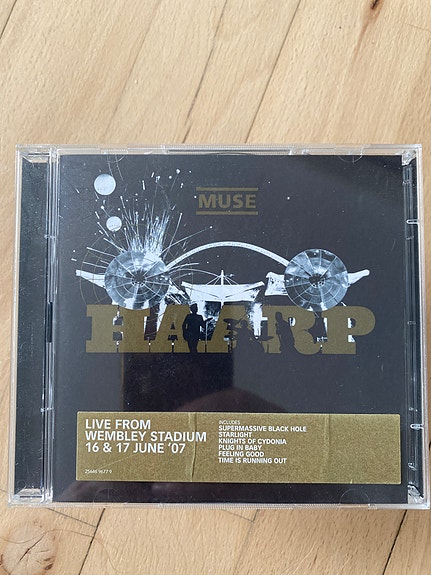 MUSE
HAARP
LIVE FROM
WEMBLEY STADIUM
16 & 17 JUNE '07
INCLUDES
SUPERMASSIVE BLACK HOLE
STARLIGHT
KNIGHTS OF CYDONIA
PLUG IN BABY
FEELING GOOD
TIME IS RUNNING OUT